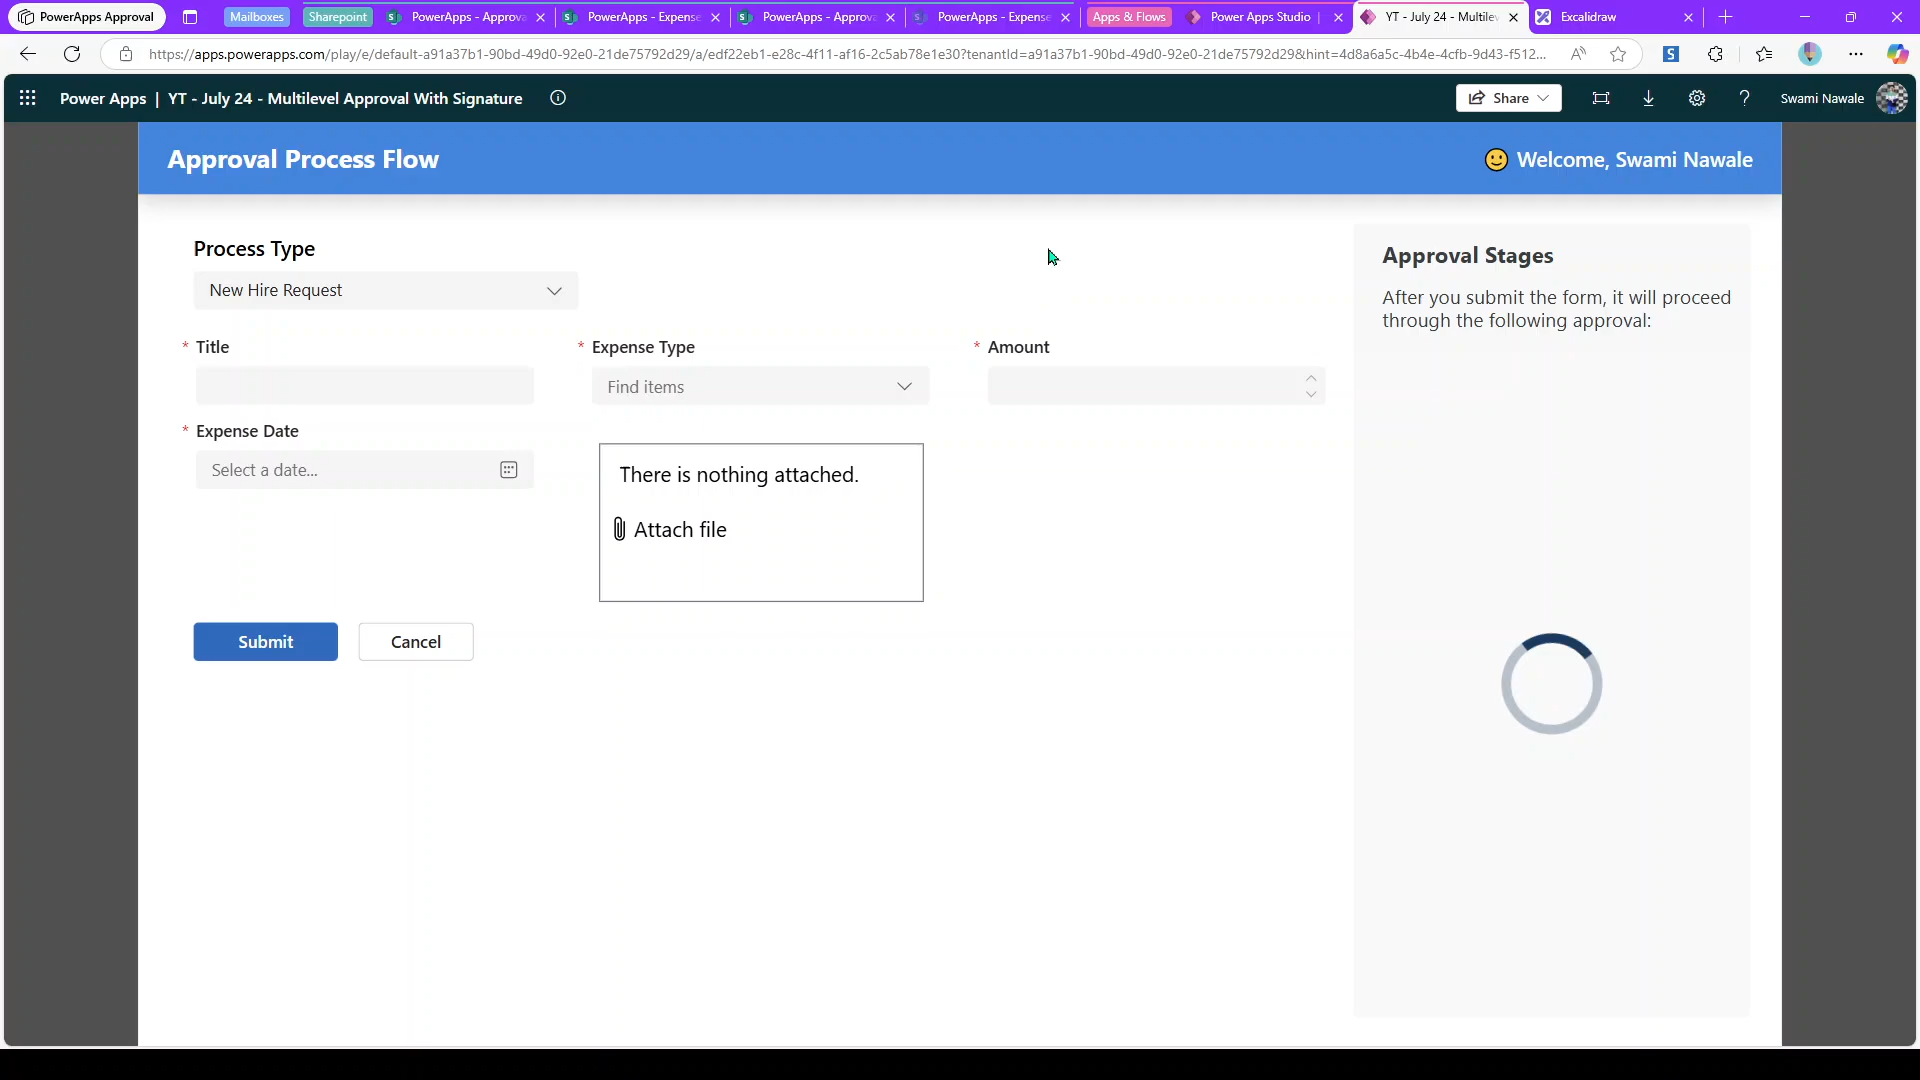 PowerApps Approval
Mailboxes
Sharepoint
PowerApps - Approva
PowerApps - Expense
PowerApps - Approva
PowerApps - Expense
Apps & Flows
Power Apps Studio |
YT - July 24 - Multilev
Excalidraw
https://apps.powerapps.com/play/e/default-a91a37b1-90bd-49d0-92e0-21de75792d29/a/edf22eb1-e28c-4f11-af16-2c5ab78e1e30?tenantId=a91a37b1-90bd-49d0-92e0-21de75792d29&hint=4d8a6a5c-4b4e-4cfb-9d43-f512...
Power Apps | YT - July 24 - Multilevel Approval With Signature
Share
Swami Nawale
Approval Process Flow
Welcome, Swami Nawale
Process Type
New Hire Request
* Title
* Expense Type
* Amount
Find items
* Expense Date
Select a date...
There is nothing attached.
Attach file
Submit
Cancel
Approval Stages
After you submit the form, it will proceed
through the following approval: